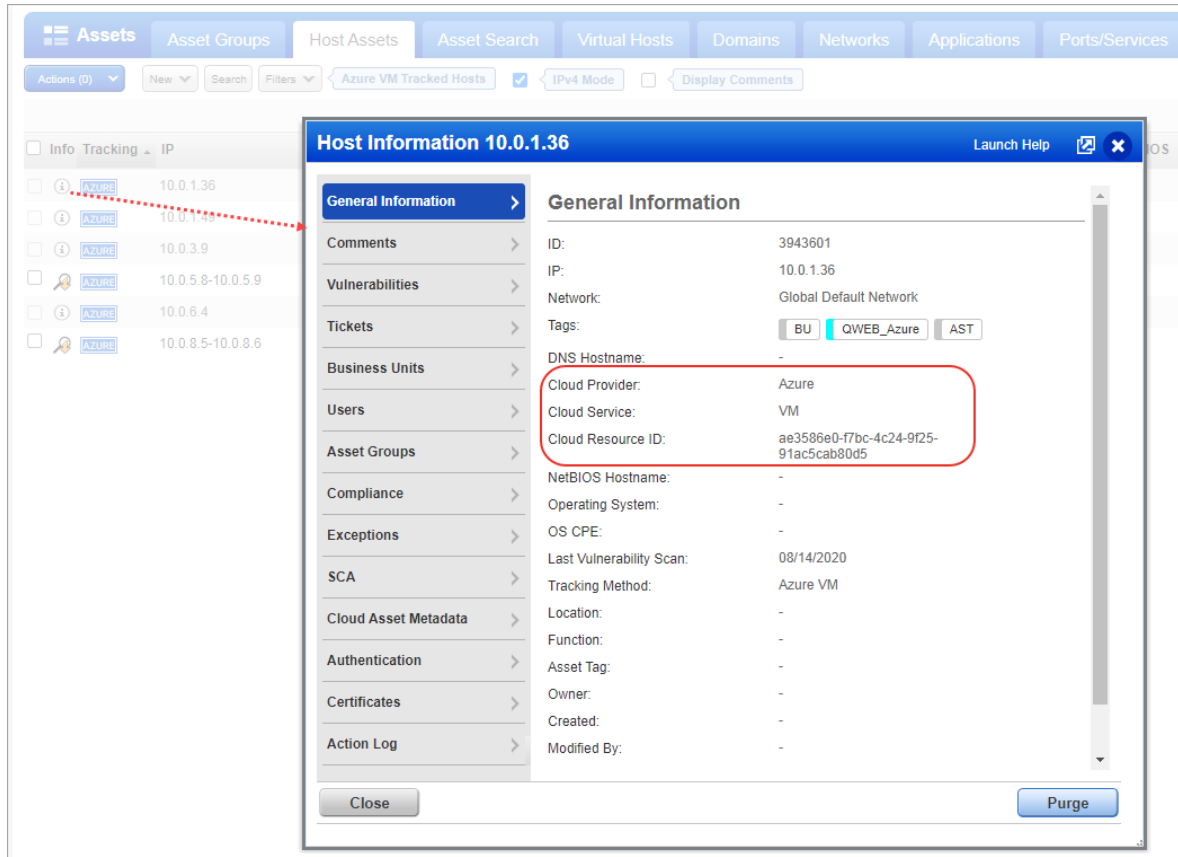 Assets Asset Groups Host Assets Asset Search Virtual Hosts Domains Networks Applications Ports/Services
Actions (0) New Search Filters Azure VM Tracked Hosts IPv4 Mode Display Comments
Info Tracking IP
AZURE 10.0.1.36
AZURE 10.0.1.49
AZURE 10.0.3.9
AZURE 10.0.5.8-10.0.5.9
AZURE 10.0.6.4
AZURE 10.0.8.5-10.0.8.6
IOS
Host Information 10.0.1.36 Launch Help
General Information
Comments
Vulnerabilities
Tickets
Business Units
Users
Asset Groups
Compliance
Exceptions
SCA
Cloud Asset Metadata
Authentication
Certificates
Action Log
General Information
ID: 3943601
IP: 10.0.1.36
Network: Global Default Network
Tags: BU QWEB_Azure AST
DNS Hostname: -
Cloud Provider: Azure
Cloud Service: VM
Cloud Resource ID: ae3586e0-f7bc-4c24-9f25-
91ac5cab80d5
NetBIOS Hostname: -
Operating System: -
OS CPE: -
Last Vulnerability Scan: 08/14/2020
Tracking Method: Azure VM
Location: -
Function: -
Asset Tag: -
Owner: -
Created: -
Modified By: -
Close Purge